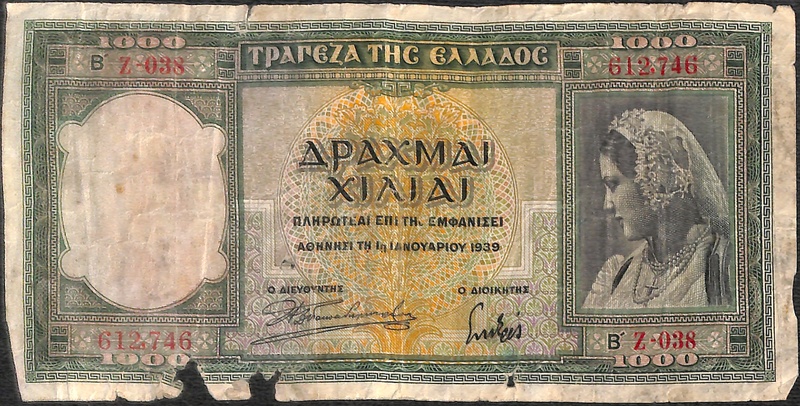 1000
1000
Β΄ Ζ-038
ΤΡΑΠΕΖΑ ΤΗΣ ΕΛΛΑΔΟΣ
612,746
ΔΡΑΧΜΑΙ
ΧΙΛΙΑΙ
ΠΛΗΡΩΤΕΑΙ ΕΠΙ ΤΗ ΕΜΦΑΝΙΣΕΙ
ΑΘΗΝΗΣΙ ΤΗ 1ῃ ΙΑΝΟΥΑΡΙΟΥ 1939
Ο ΔΙΕΥΘΥΝΤΗΣ
Ο ΔΙΟΙΚΗΤΗΣ
612,746
Β΄ Ζ-038
1000
1000